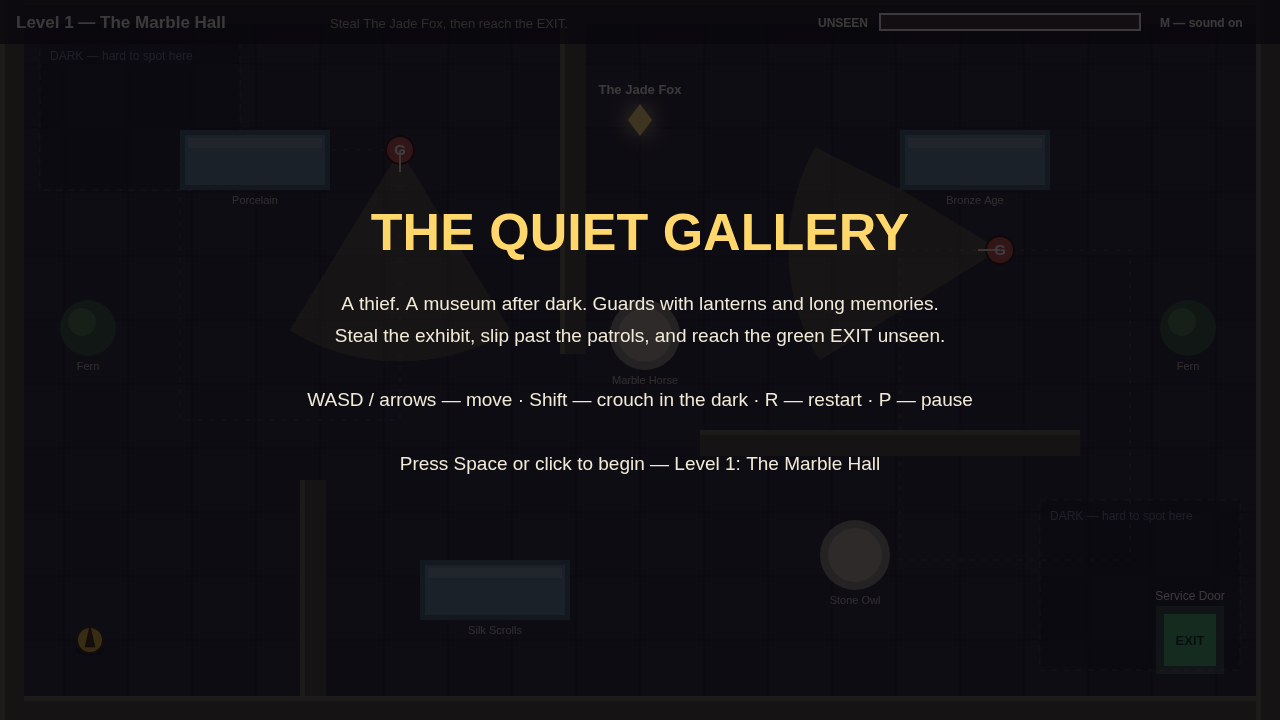 Level 1 — The Marble Hall
Steal The Jade Fox, then reach the EXIT.
UNSEEN
M — sound on
DARK — hard to spot here
The Jade Fox
G
Porcelain
Bronze Age
G
THE QUIET GALLERY
A thief. A museum after dark. Guards with lanterns and long memories.
Steal the exhibit, slip past the patrols, and reach the green EXIT unseen.
Fern
Fern
Marble Horse
WASD / arrows — move · Shift — crouch in the dark · R — restart · P — pause
Press Space or click to begin — Level 1: The Marble Hall
DARK — hard to spot here
Stone Owl
Service Door
Silk Scrolls
EXIT